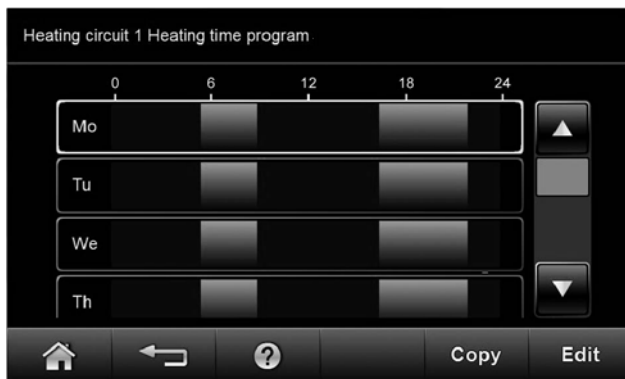 Heating circuit 1 Heating time program
0 6 12 18 24
Mo
Tu
We
Th
? Copy Edit